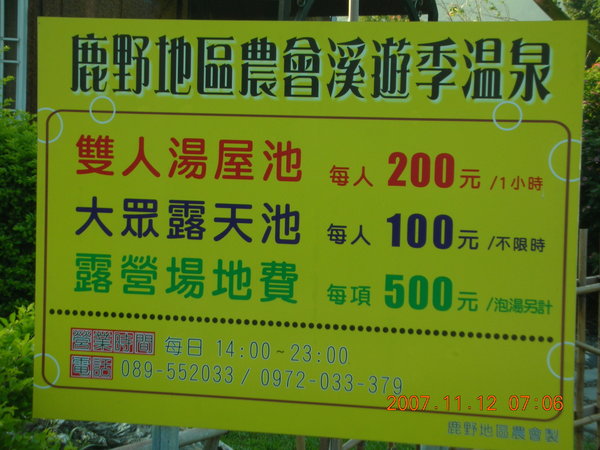 鹿野地區農會溪遊季溫泉
雙人湯屋池 每人 200元 /1小時
大眾露天池 每人 100元 /不限時
露營場地費 每項 500元 /泡湯另計
營業時間 每日 14:00~23:00
電話 089-552033 / 0972-033-379
2007.11.12 07:06
鹿野地區農會製